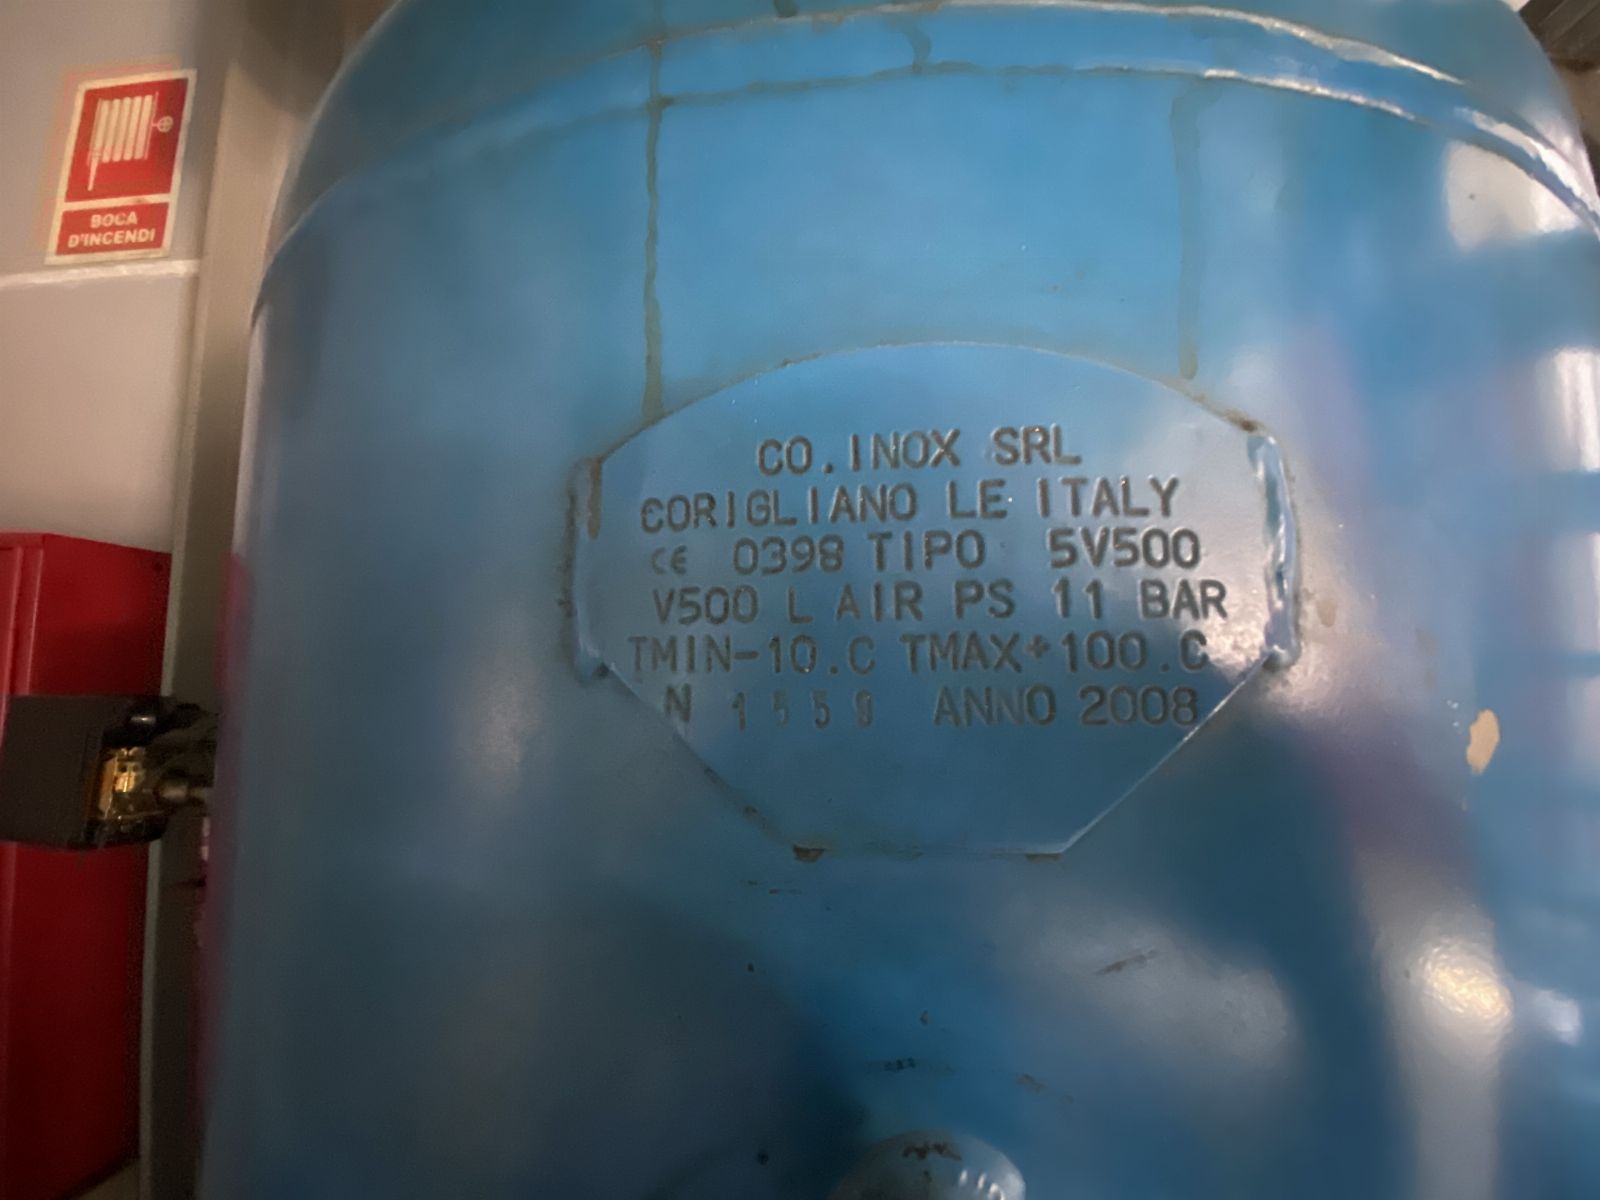 BOCA
D'INCENDI
CO.INOX SRL
CORIGLIANO LE ITALY
CE 0398 TIPO 5V500
V500 L AIR PS 11 BAR
TMIN-10.C TMAX+100.C
N 1559 ANNO 2008